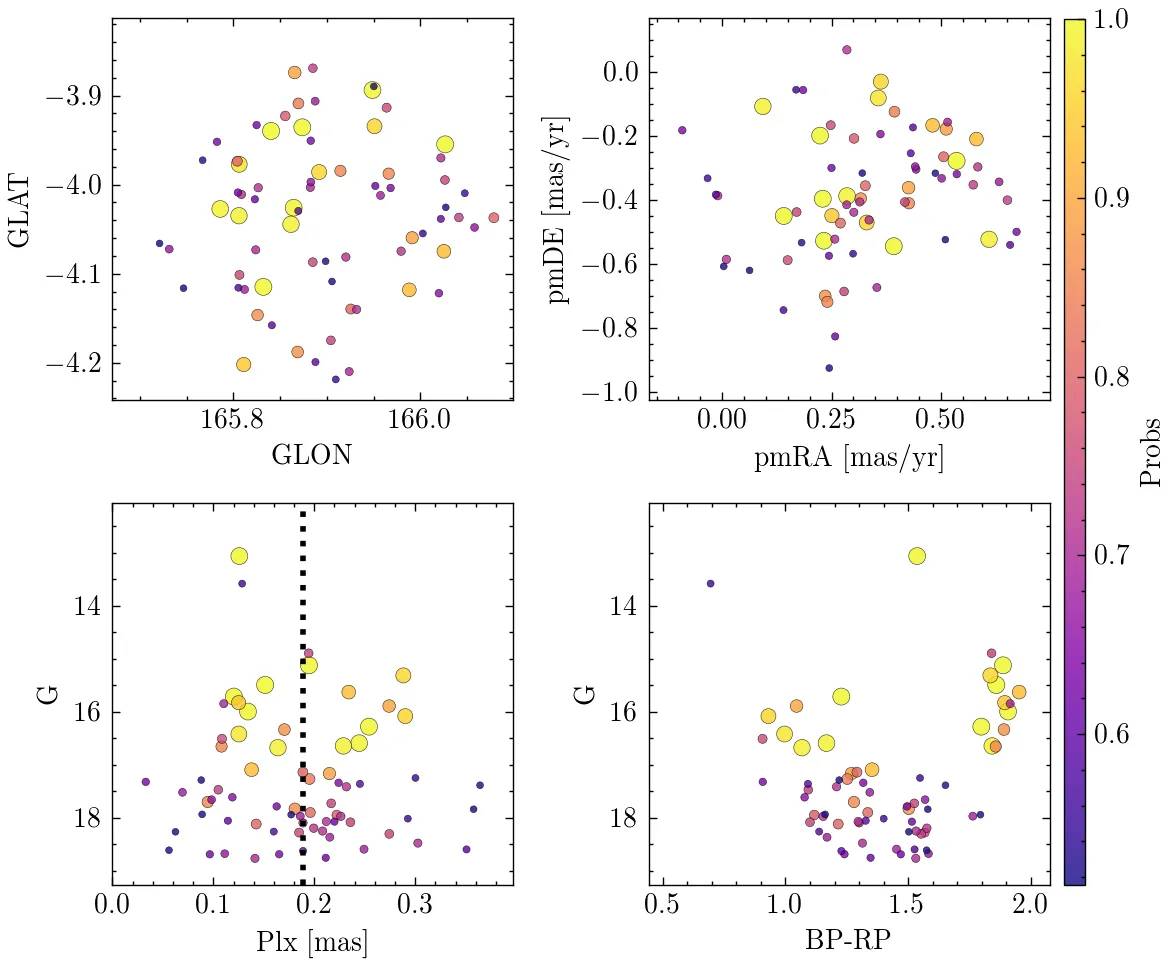 −3.9
−4.0
−4.1
−4.2
GLAT
165.8 166.0
GLON
0.0
−0.2
−0.4
−0.6
−0.8
−1.0
pmDE [mas/yr]
0.00 0.25 0.50
pmRA [mas/yr]
14
16
18
G
0.0 0.1 0.2 0.3
Plx [mas]
14
16
18
G
0.5 1.0 1.5 2.0
BP-RP
1.0
0.9
0.8
0.7
0.6
Probs